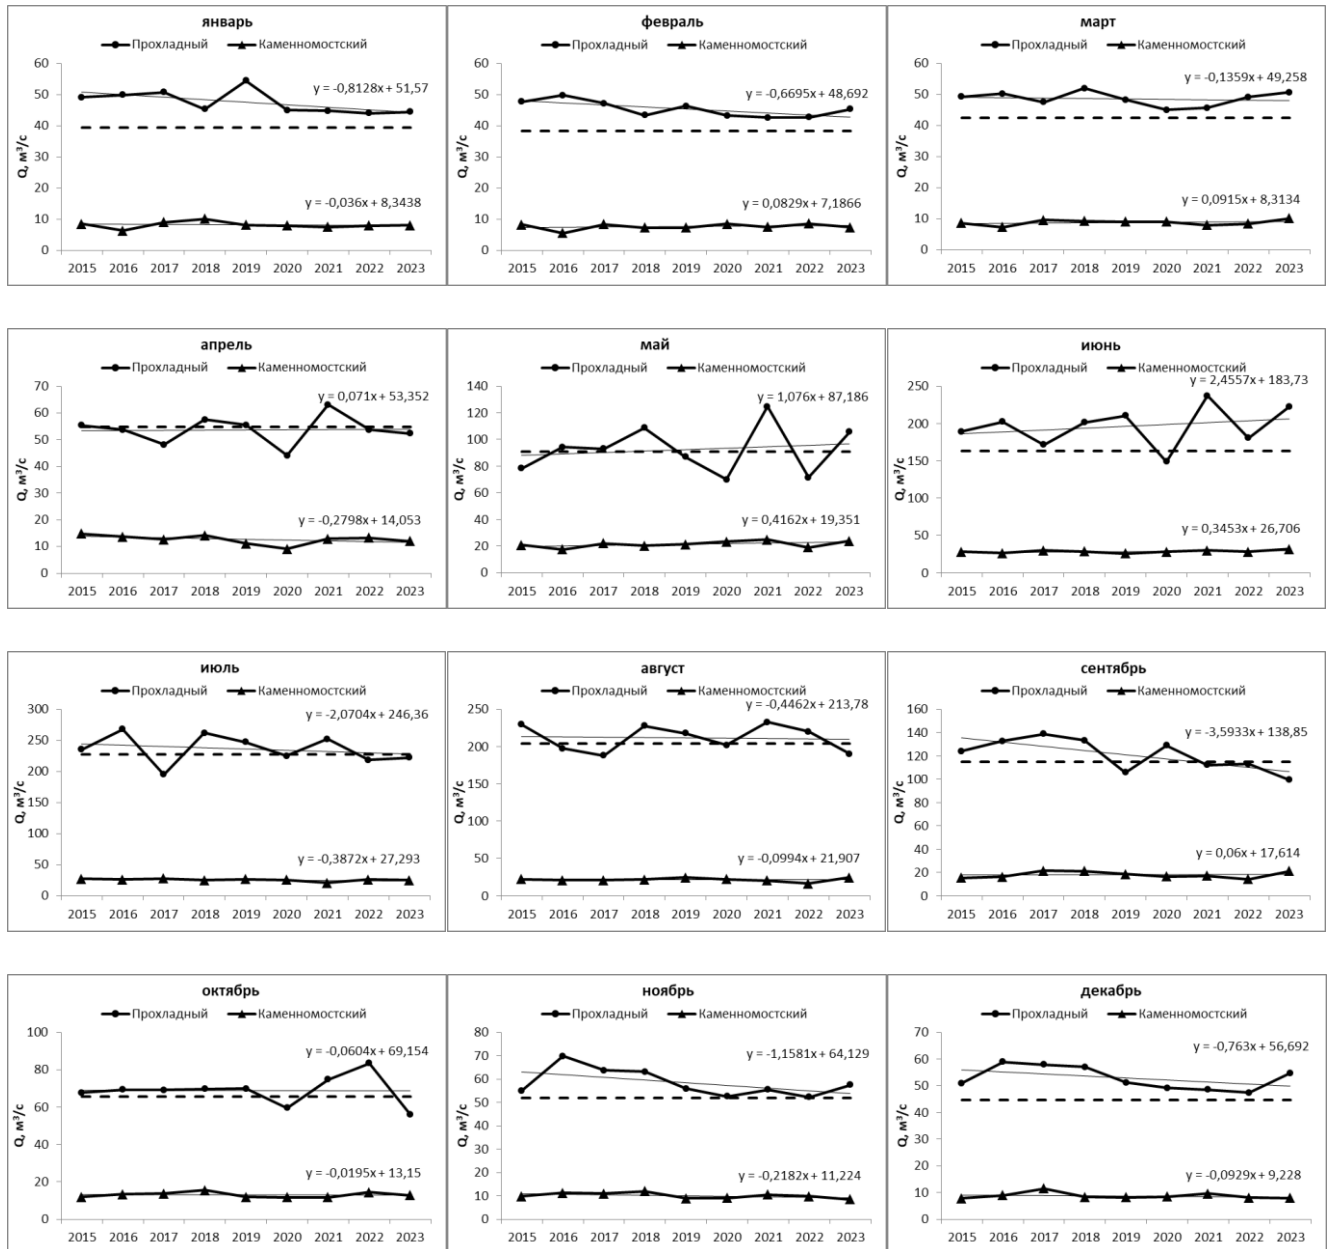 январь
Прохладный Каменномостский
Q, м³/с
60
50
40
30
20
10
0
y = -0,8128x + 51,57
y = -0,036x + 8,3438
2015 2016 2017 2018 2019 2020 2021 2022 2023
февраль
Прохладный Каменномостский
Q, м³/с
60
50
40
30
20
10
0
y = -0,6695x + 48,692
y = 0,0829x + 7,1866
2015 2016 2017 2018 2019 2020 2021 2022 2023
март
Прохладный Каменномостский
Q, м³/с
60
50
40
30
20
10
0
y = -0,1359x + 49,258
y = 0,0915x + 8,3134
2015 2016 2017 2018 2019 2020 2021 2022 2023
апрель
Прохладный Каменномостский
Q, м³/с
70
60
50
40
30
20
10
0
y = 0,071x + 53,352
y = -0,2798x + 14,053
2015 2016 2017 2018 2019 2020 2021 2022 2023
май
Прохладный Каменномостский
Q, м³/с
140
120
100
80
60
40
20
0
y = 1,076x + 87,186
y = 0,4162x + 19,351
2015 2016 2017 2018 2019 2020 2021 2022 2023
июнь
Прохладный Каменномостский
Q, м³/с
250
200
150
100
50
0
y = 2,4557x + 183,73
y = 0,3453x + 26,706
2015 2016 2017 2018 2019 2020 2021 2022 2023
июль
Прохладный Каменномостский
Q, м³/с
300
250
200
150
100
50
0
y = -2,0704x + 246,36
y = -0,3872x + 27,293
2015 2016 2017 2018 2019 2020 2021 2022 2023
август
Прохладный Каменномостский
Q, м³/с
250
200
150
100
50
0
y = -0,4462x + 213,78
y = -0,0994x + 21,907
2015 2016 2017 2018 2019 2020 2021 2022 2023
сентябрь
Прохладный Каменномостский
Q, м³/с
160
140
120
100
80
60
40
20
0
y = -3,5933x + 138,85
y = 0,06x + 17,614
2015 2016 2017 2018 2019 2020 2021 2022 2023
октябрь
Прохладный Каменномостский
Q, м³/с
100
80
60
40
20
0
y = -0,0604x + 69,154
y = -0,0195x + 13,15
2015 2016 2017 2018 2019 2020 2021 2022 2023
ноябрь
Прохладный Каменномостский
Q, м³/с
80
70
60
50
40
30
20
10
0
y = -1,1581x + 64,129
y = -0,2182x + 11,224
2015 2016 2017 2018 2019 2020 2021 2022 2023
декабрь
Прохладный Каменномостский
Q, м³/с
70
60
50
40
30
20
10
0
y = -0,763x + 56,692
y = -0,0929x + 9,228
2015 2016 2017 2018 2019 2020 2021 2022 2023